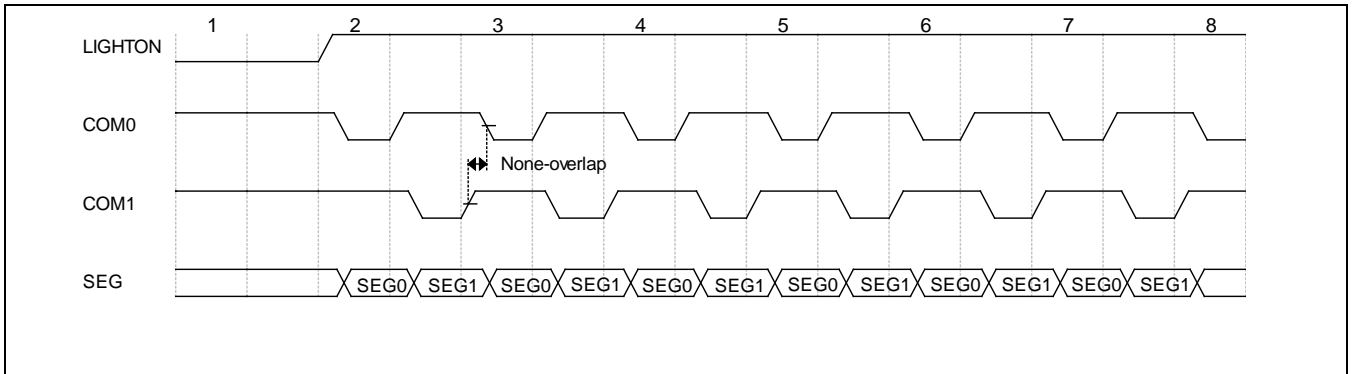 1 2 3 4 5 6 7 8
LIGHTON
COM0
None-overlap
COM1
SEG SEG0 SEG1 SEG0 SEG1 SEG0 SEG1 SEG0 SEG1 SEG0 SEG1 SEG0 SEG1